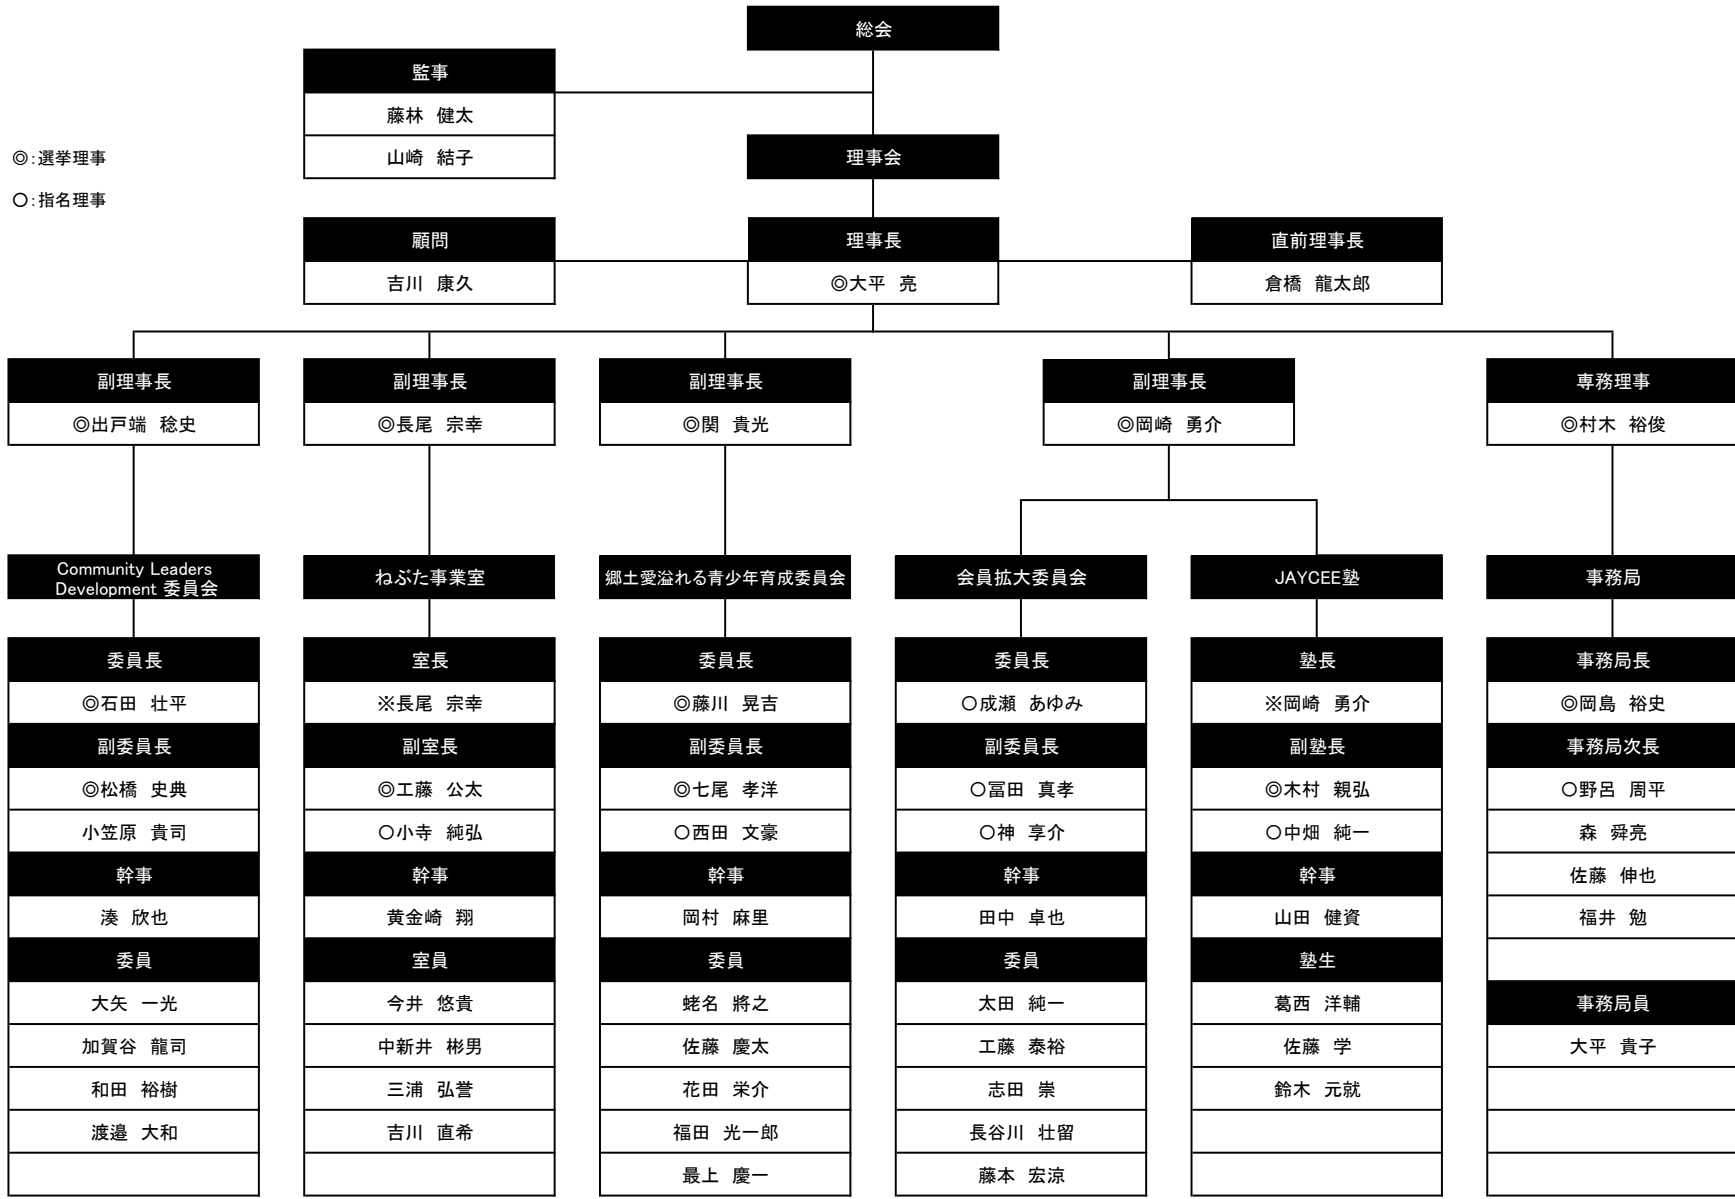 総会
監事
藤林 健太
山崎 結子
◎:選挙理事
○:指名理事
理事会
顧問
吉川 康久
理事長
◎大平 亮
直前理事長
倉橋 龍太郎
副理事長
◎出戸端 稔史
副理事長
◎長尾 宗幸
副理事長
◎関 貴光
副理事長
◎岡崎 勇介
専務理事
◎村木 裕俊
Community Leaders
Development 委員会
委員長
◎石田 壮平
副委員長
◎松橋 史典
小笠原 貴司
幹事
湊 欣也
委員
大矢 一光
加賀谷 龍司
和田 裕樹
渡邉 大和
ねぶた事業室
室長
※長尾 宗幸
副室長
◎工藤 公太
○小寺 純弘
幹事
黄金崎 翔
室員
今井 悠貴
中新井 彬男
三浦 弘誉
吉川 直希
郷土愛溢れる青少年育成委員会
委員長
◎藤川 晃吉
副委員長
◎七尾 孝洋
○西田 文豪
幹事
岡村 麻里
委員
蛯名 將之
佐藤 慶太
花田 栄介
福田 光一郎
最上 慶一
会員拡大委員会
委員長
○成瀬 あゆみ
副委員長
○冨田 真孝
○神 享介
幹事
田中 卓也
委員
太田 純一
工藤 泰裕
志田 崇
長谷川 壮留
藤本 宏涼
JAYCEE塾
塾長
※岡崎 勇介
副塾長
◎木村 親弘
○中畑 純一
幹事
山田 健資
塾生
葛西 洋輔
佐藤 学
鈴木 元就
事務局
事務局長
◎岡島 裕史
事務局次長
○野呂 周平
森 舜亮
佐藤 伸也
福井 勉
事務局員
大平 貴子